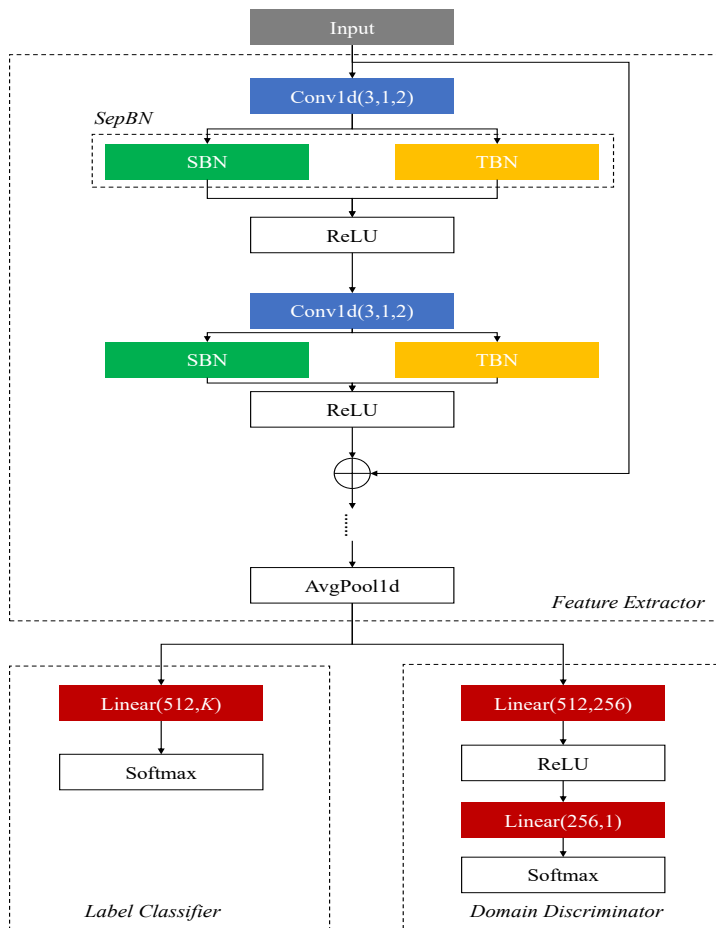 Input
Conv1d(3,1,2)
SepBN
SBN
TBN
ReLU
Conv1d(3,1,2)
SBN
TBN
ReLU
AvgPool1d
Feature Extractor
Linear(512,K)
Softmax
Label Classifier
Linear(512,256)
ReLU
Linear(256,1)
Softmax
Domain Discriminator